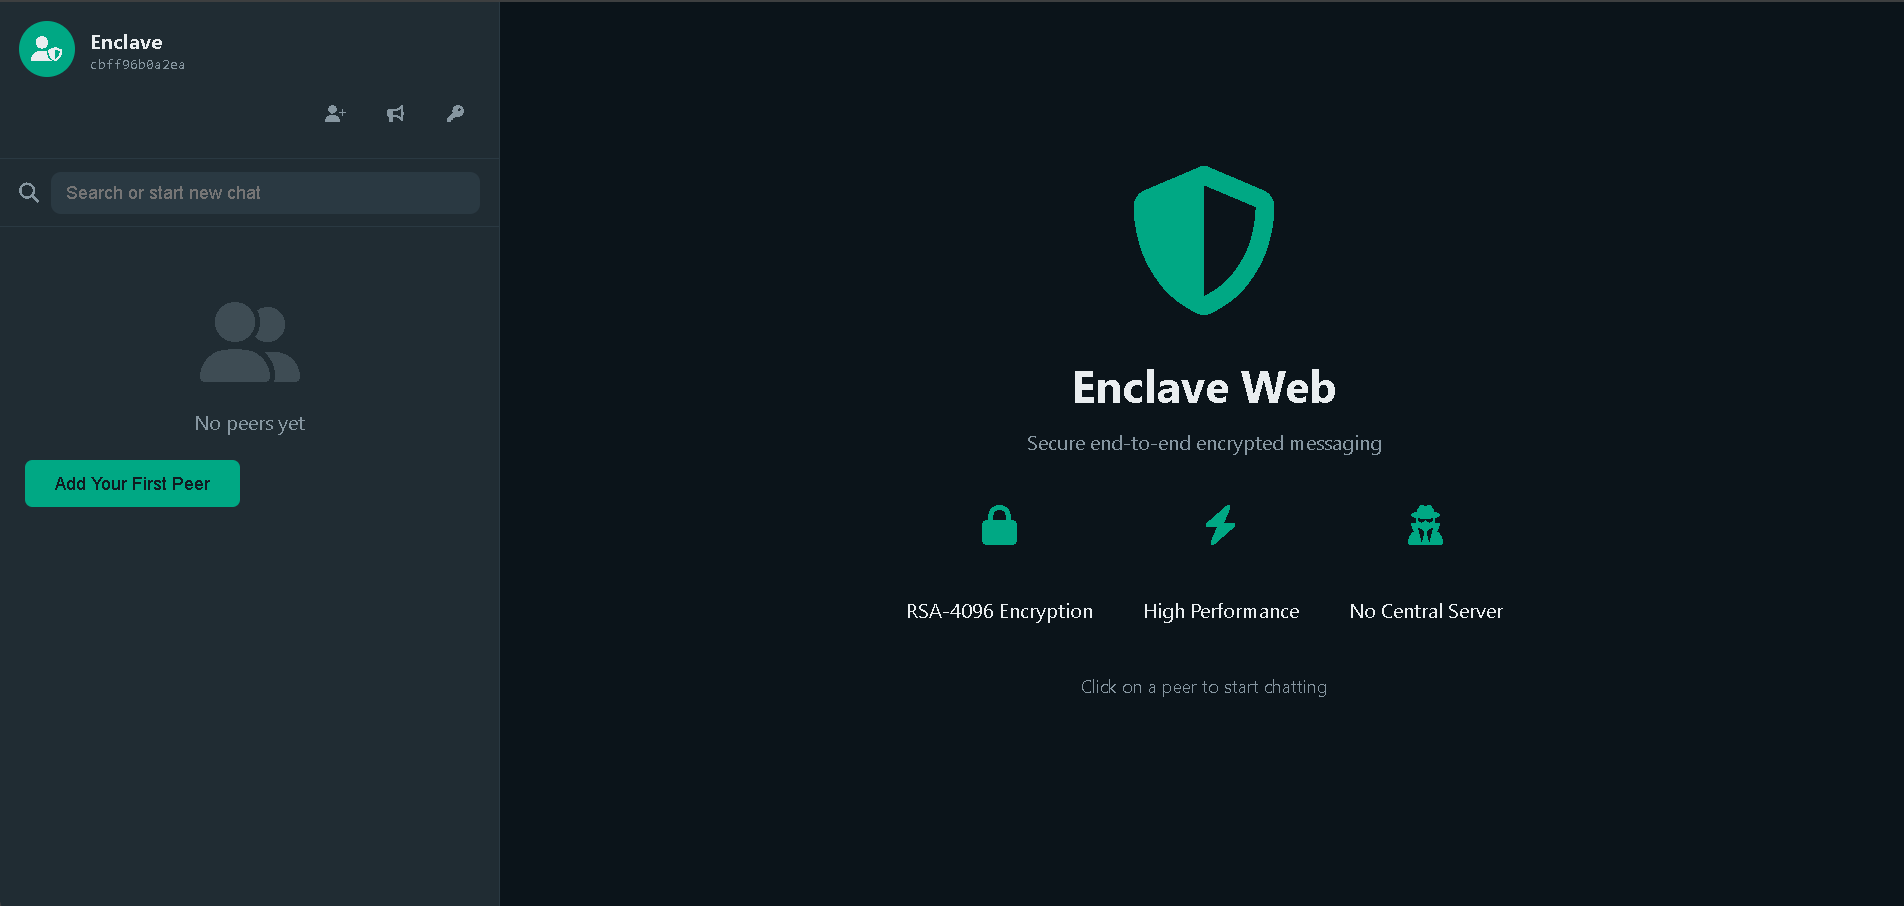 Enclave
cbff96b0a2ea
Search or start new chat
No peers yet
Add Your First Peer
Enclave Web
Secure end-to-end encrypted messaging
RSA-4096 Encryption
High Performance
No Central Server
Click on a peer to start chatting